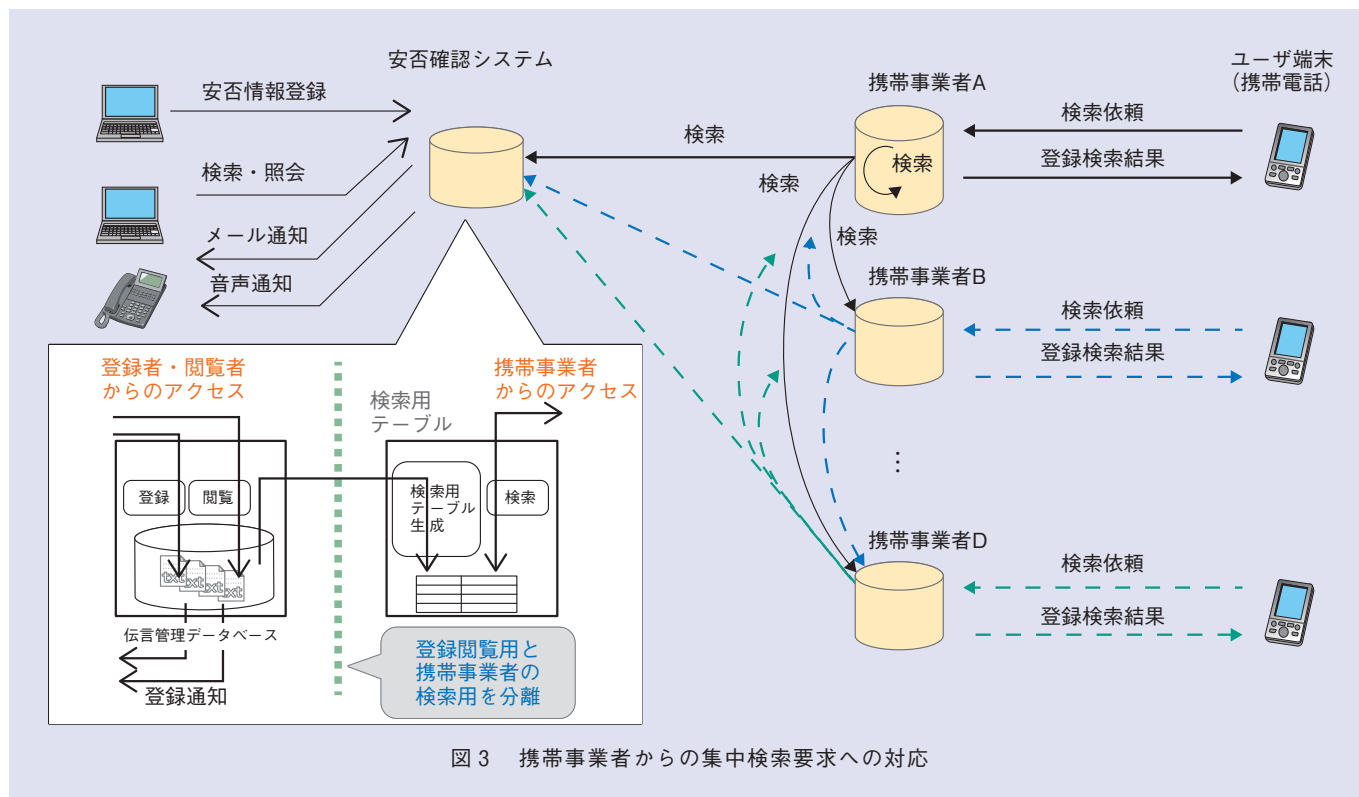 安否確認システム
安否情報登録
検索・照会
メール通知
音声通知
携帯事業者A
ユーザ端末
(携帯電話)
検索依頼
登録検索結果
検索
検索
検索
検索
携帯事業者B
検索依頼
登録検索結果
…
携帯事業者D
検索依頼
登録検索結果
登録者・閲覧者
からのアクセス
検索用
テーブル
携帯事業者
からのアクセス
登録
閲覧
検索用
テーブル
生成
検索
txt
txt
txt
txt
伝言管理データベース
登録通知
登録閲覧用と
携帯事業者の
検索用を分離
図3 携帯事業者からの集中検索要求への対応